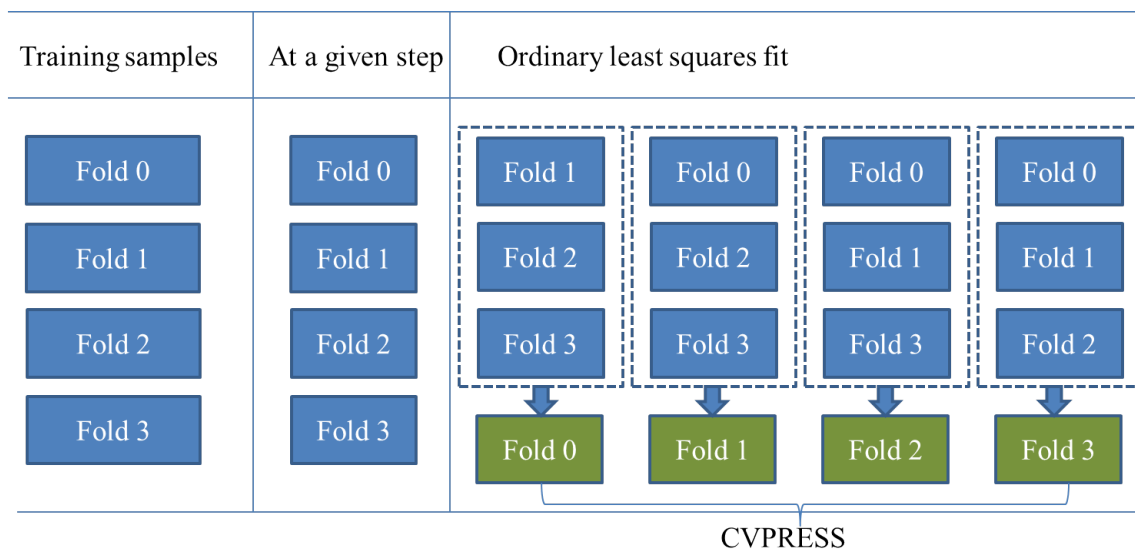 Training samples At a given step Ordinary least squares fit
Fold 0 Fold 0 Fold 1 Fold 0 Fold 0 Fold 0
Fold 1 Fold 1 Fold 2 Fold 2 Fold 1 Fold 1
Fold 2 Fold 2 Fold 3 Fold 3 Fold 3 Fold 2
Fold 3 Fold 3 Fold 0 Fold 1 Fold 2 Fold 3
CVPRESS